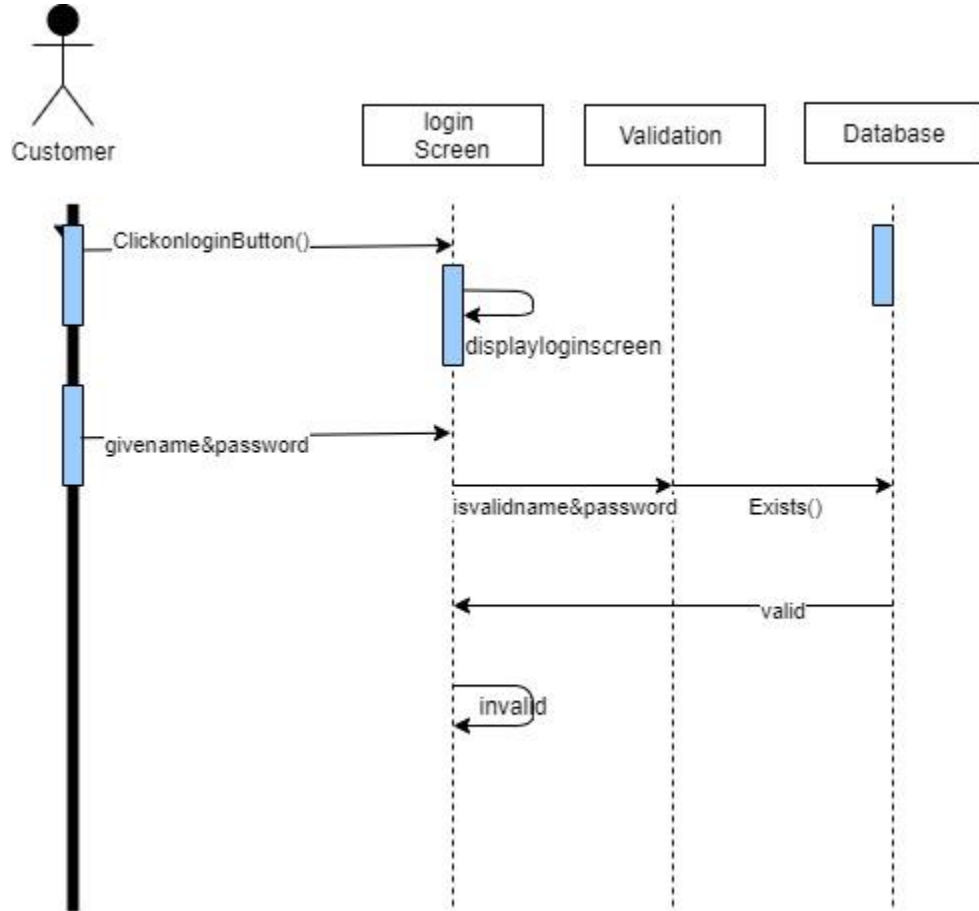 Customer
login
Screen
Validation
Database
ClickonloginButton()
displayloginscreen
givename&password
isvalidname&password
Exists()
valid
invalid